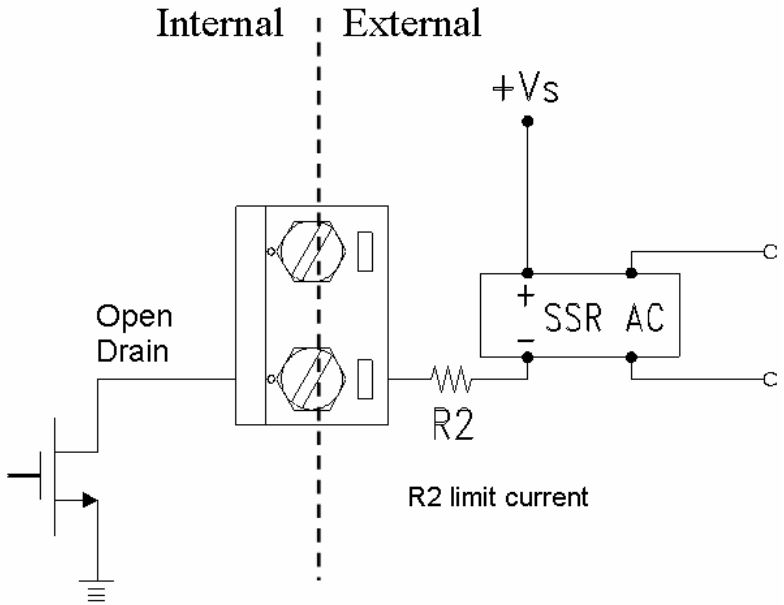 Internal External
+Vs
+
SSR AC
-
Open
Drain
R2
R2 limit current